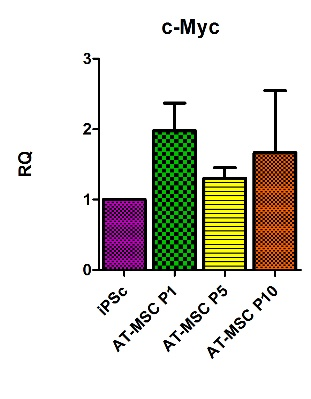 c-Myc
RQ
3
2
1
0
iPSc
AT-MSC P1
AT-MSC P5
AT-MSC P10